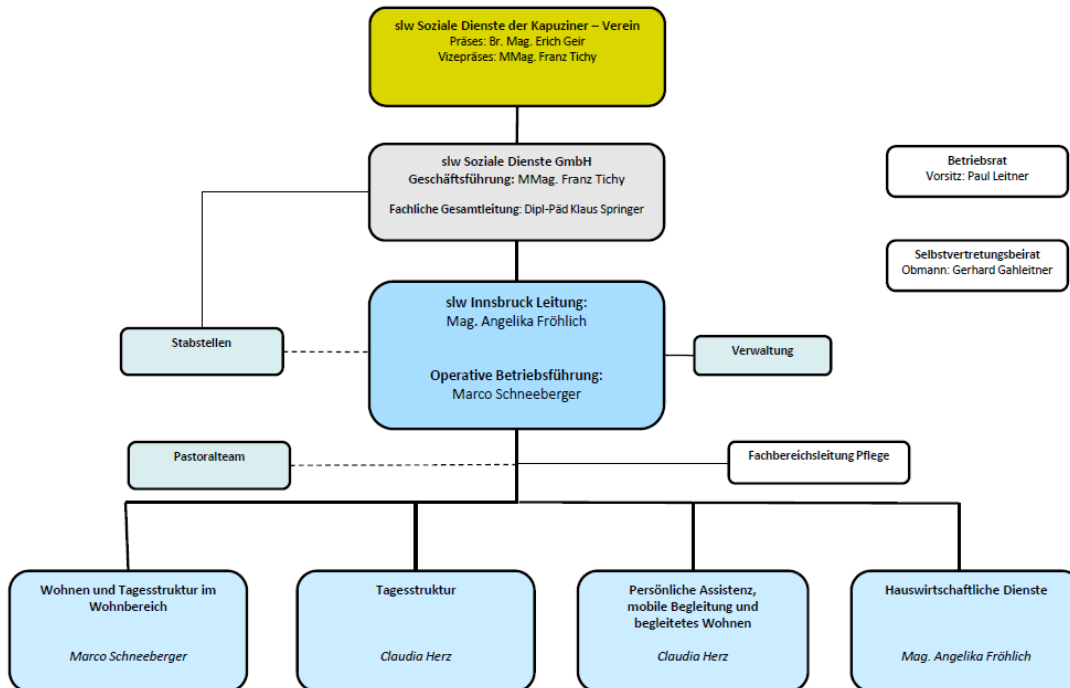 slw Soziale Dienste der Kapuziner – Verein
Präses: Br. Mag. Erich Geir
Vizepräses: MMag. Franz Tichy
slw Soziale Dienste GmbH
Geschäftsführung: MMag. Franz Tichy
Fachliche Gesamtleitung: Dipl-Päd Klaus Springer
Betriebsrat
Vorsitz: Paul Leitner
Selbstvertretungsbeirat
Obmann: Gerhard Gahleitner
slw Innsbruck Leitung:
Mag. Angelika Fröhlich
Operative Betriebsführung:
Marco Schneeberger
Stabstellen
Verwaltung
Pastoralteam
Fachbereichsleitung Pflege
Wohnen und Tagesstruktur im
Wohnbereich
Marco Schneeberger
Tagesstruktur
Claudia Herz
Persönliche Assistenz,
mobile Begleitung und
begleitetes Wohnen
Claudia Herz
Hauswirtschaftliche Dienste
Mag. Angelika Fröhlich